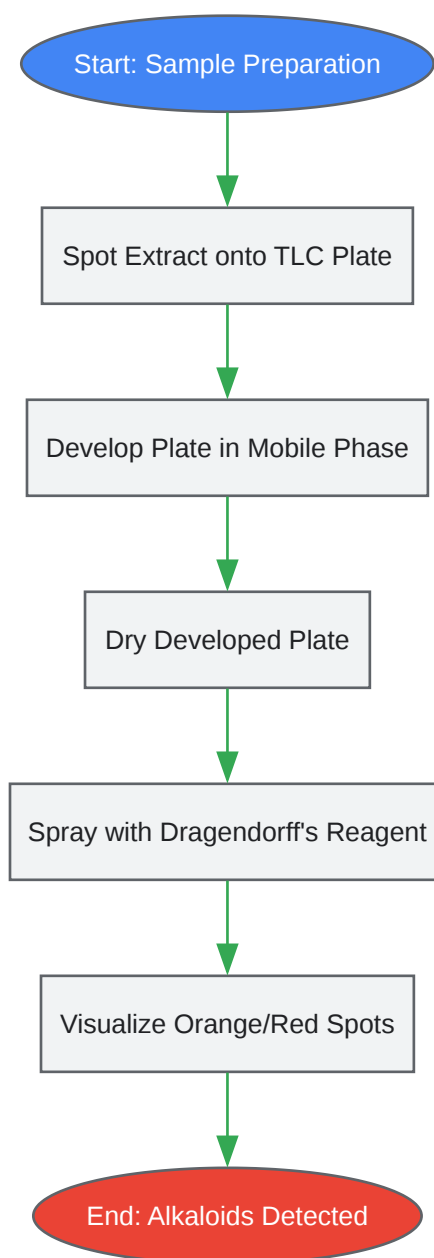 Start: Sample Preparation
Spot Extract onto TLC Plate
Develop Plate in Mobile Phase
Dry Developed Plate
Spray with Dragendorff's Reagent
Visualize Orange/Red Spots
End: Alkaloids Detected